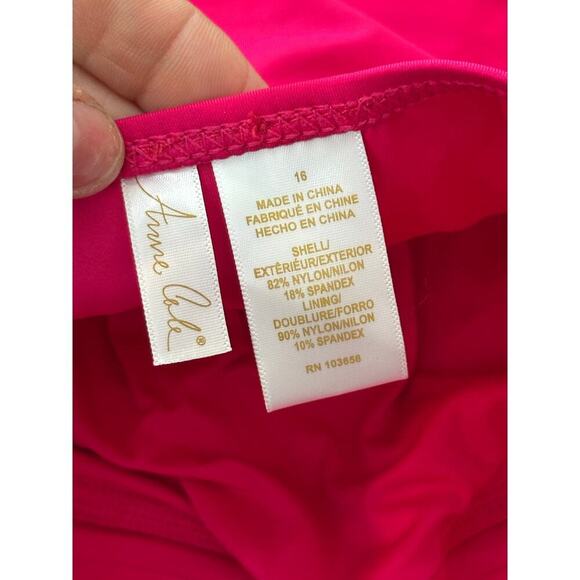 Anne Cole®
16
MADE IN CHINA
FABRIQUÉ EN CHINE
HECHO EN CHINA
SHELL/
EXTÉRIEUR/EXTERIOR
82% NYLON/NILON
18% SPANDEX
LINING/
DOUBLURE/FORRO
90% NYLON/NILON
10% SPANDEX
RN 103656